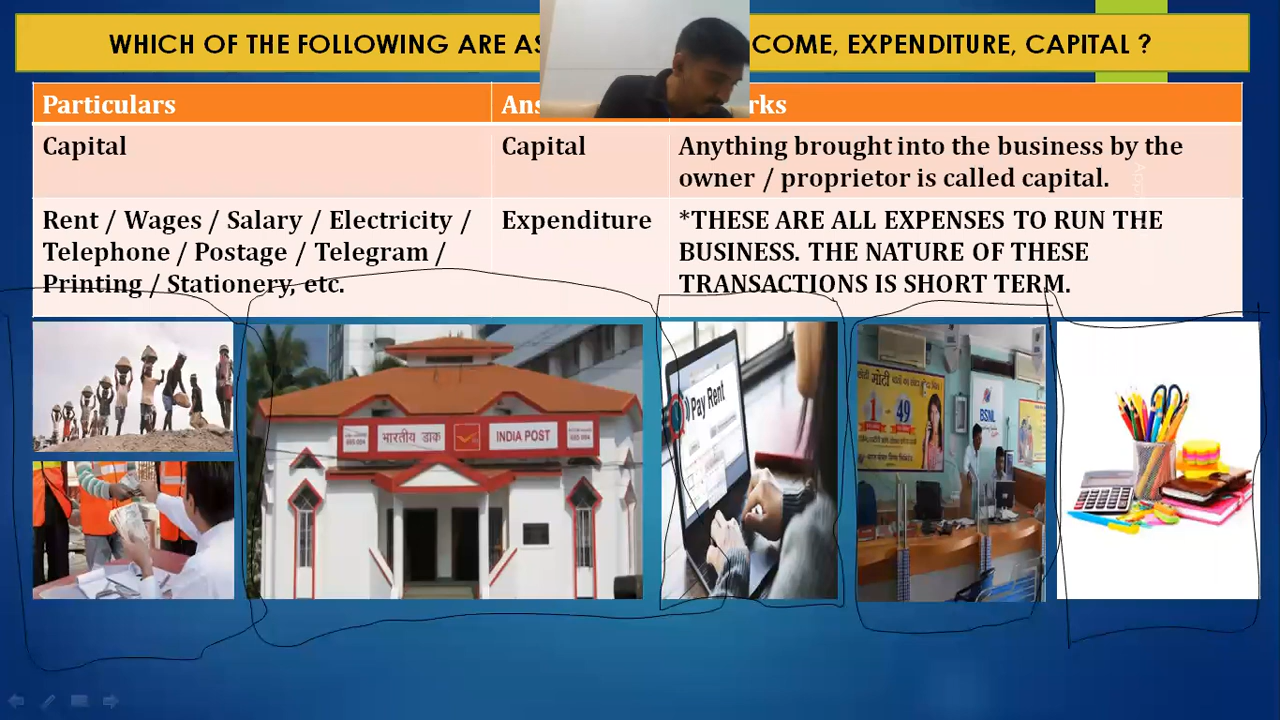 WHICH OF THE FOLLOWING ARE AS COME, EXPENDITURE, CAPITAL ?
Particulars Ans rks
Capital Capital Anything brought into the business by the
owner / proprietor is called capital.
Rent / Wages / Salary / Electricity / Expenditure *THESE ARE ALL EXPENSES TO RUN THE
Telephone / Postage / Telegram / BUSINESS. THE NATURE OF THESE
Printing / Stationery, etc. TRANSACTIONS IS SHORT TERM.
भारतीय डाक INDIA POST
Pay Rent
मोदी
1 49
BSNL